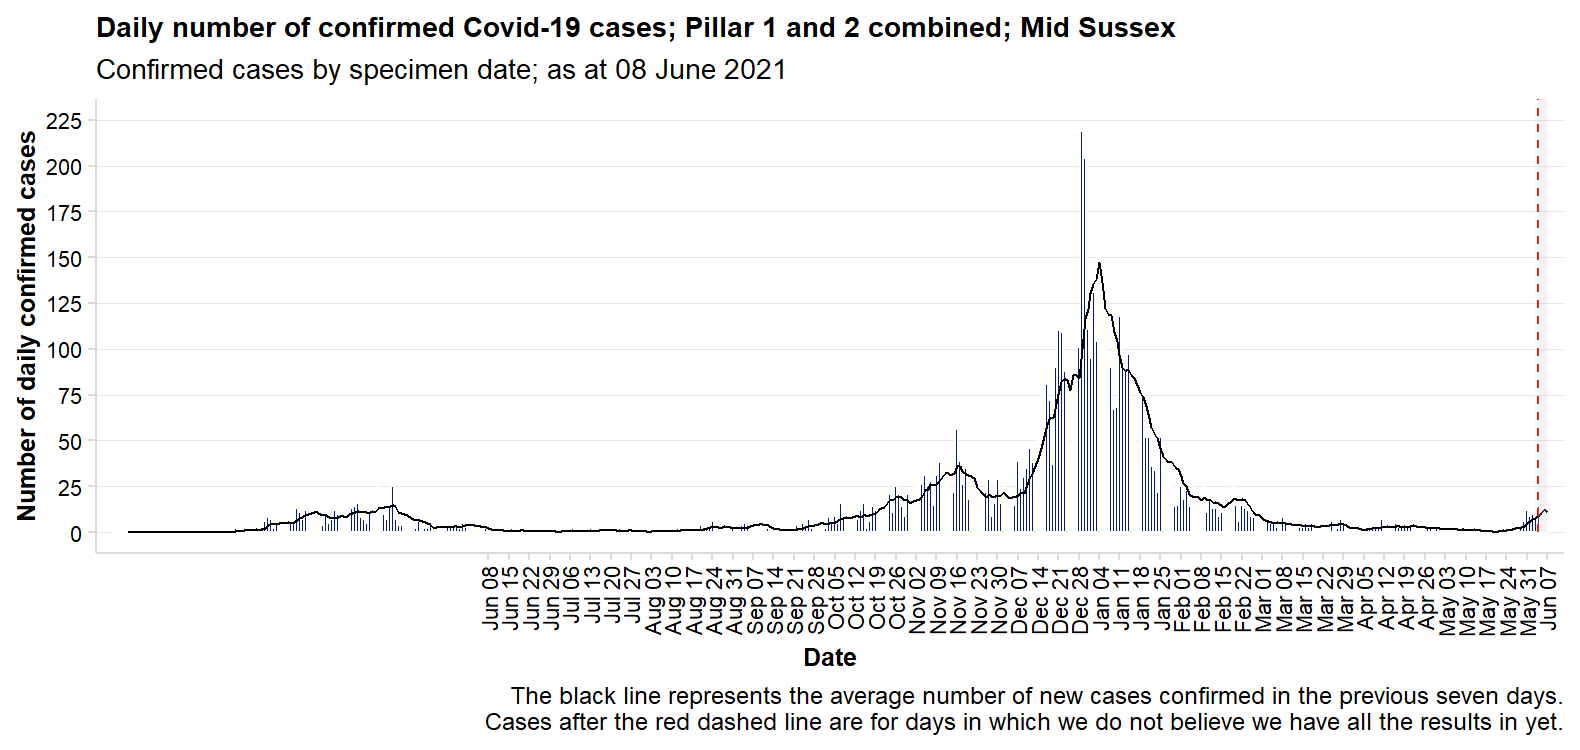 Daily number of confirmed Covid-19 cases; Pillar 1 and 2 combined; Mid Sussex
Confirmed cases by specimen date; as at 08 June 2021
Number of daily confirmed cases
225
200
175
150
125
100
75
50
25
0
Jun 08
Jun 15
Jun 22
Jun 29
Jul 06
Jul 13
Jul 20
Jul 27
Aug 03
Aug 10
Aug 17
Aug 24
Aug 31
Sep 07
Sep 14
Sep 21
Sep 28
Oct 05
Oct 12
Oct 19
Oct 26
Nov 02
Nov 09
Nov 16
Nov 23
Nov 30
Dec 07
Dec 14
Dec 21
Dec 28
Jan 04
Jan 11
Jan 18
Jan 25
Feb 01
Feb 08
Feb 15
Feb 22
Mar 01
Mar 08
Mar 15
Mar 22
Mar 29
Apr 05
Apr 12
Apr 19
Apr 26
May 03
May 10
May 17
May 24
May 31
Jun 07
Date
The black line represents the average number of new cases confirmed in the previous seven days.
Cases after the red dashed line are for days in which we do not believe we have all the results in yet.